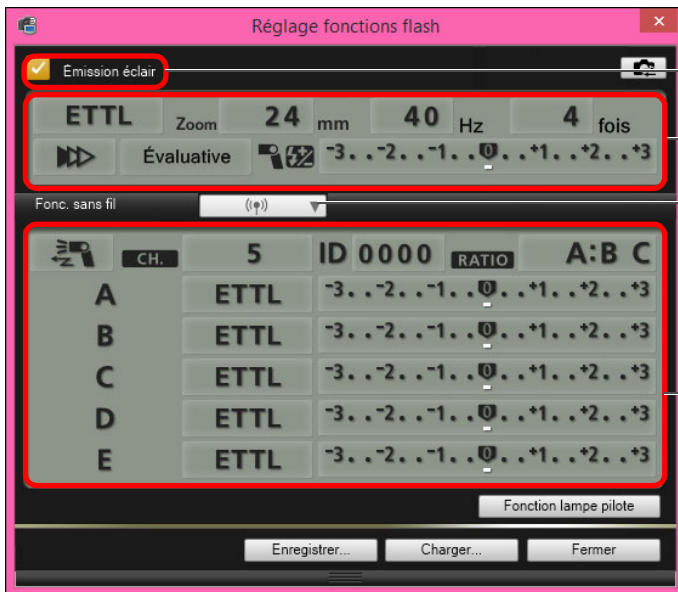 Réglage fonctions flash
Émission éclair
ETTL Zoom 24 mm 40 Hz 4 fois
Évaluative -3..-2..-1..0..+1..+2..+3
Fonc. sans fil
CH. 5 ID 0000 RATIO A:B C
A ETTL -3..-2..-1..0..+1..+2..+3
B ETTL -3..-2..-1..0..+1..+2..+3
C ETTL -3..-2..-1..0..+1..+2..+3
D ETTL -3..-2..-1..0..+1..+2..+3
E ETTL -3..-2..-1..0..+1..+2..+3
Fonction lampe pilote
Enregistrer... Charger... Fermer